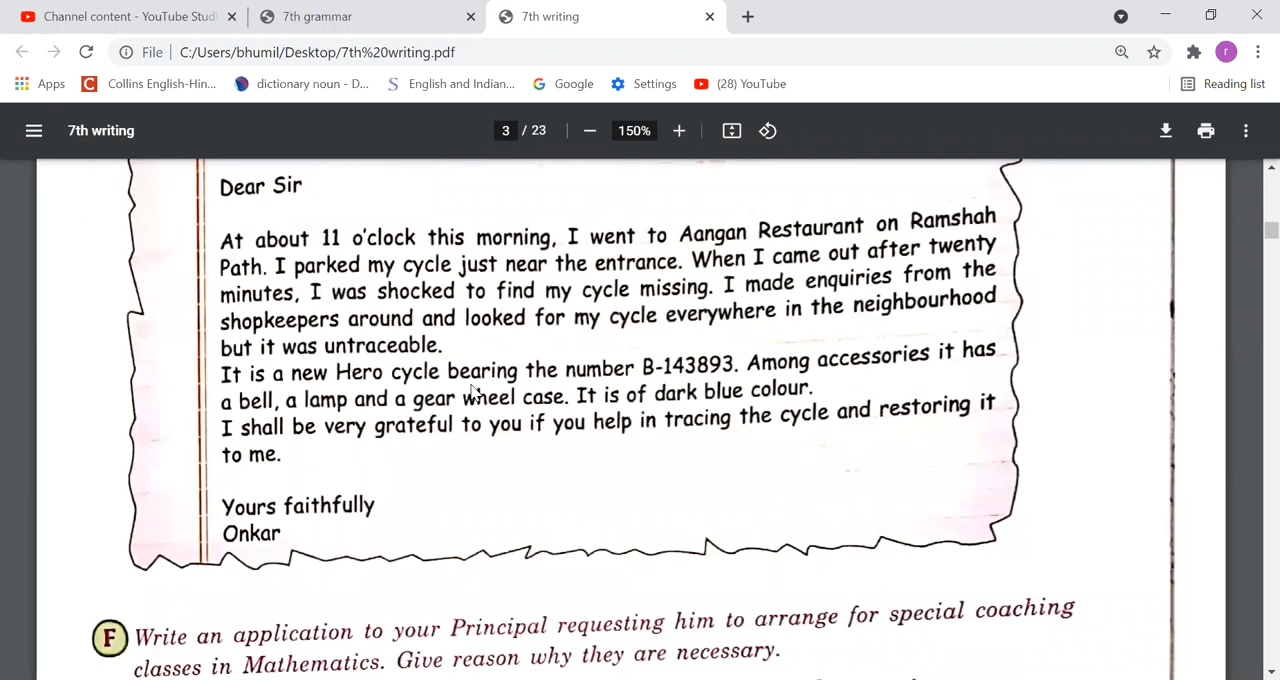 Channel content - YouTube Stud
7th grammar
7th writing
File
C:/Users/bhumil/Desktop/7th%20writing.pdf
r
Apps
Collins English-Hin...
dictionary noun - D...
English and Indian...
Google
Settings
(28) YouTube
Reading list
7th writing
3 / 23
150%
Dear Sir
At about 11 o'clock this morning, I went to Aangan Restaurant on Ramshah
Path. I parked my cycle just near the entrance. When I came out after twenty
minutes, I was shocked to find my cycle missing. I made enquiries from the
shopkeepers around and looked for my cycle everywhere in the neighbourhood
but it was untraceable.
It is a new Hero cycle bearing the number B-143893. Among accessories it has
a bell, a lamp and a gear wheel case. It is of dark blue colour.
I shall be very grateful to you if you help in tracing the cycle and restoring it
to me.
Yours faithfully
Onkar
F Write an application to your Principal requesting him to arrange for special coaching
classes in Mathematics. Give reason why they are necessary.